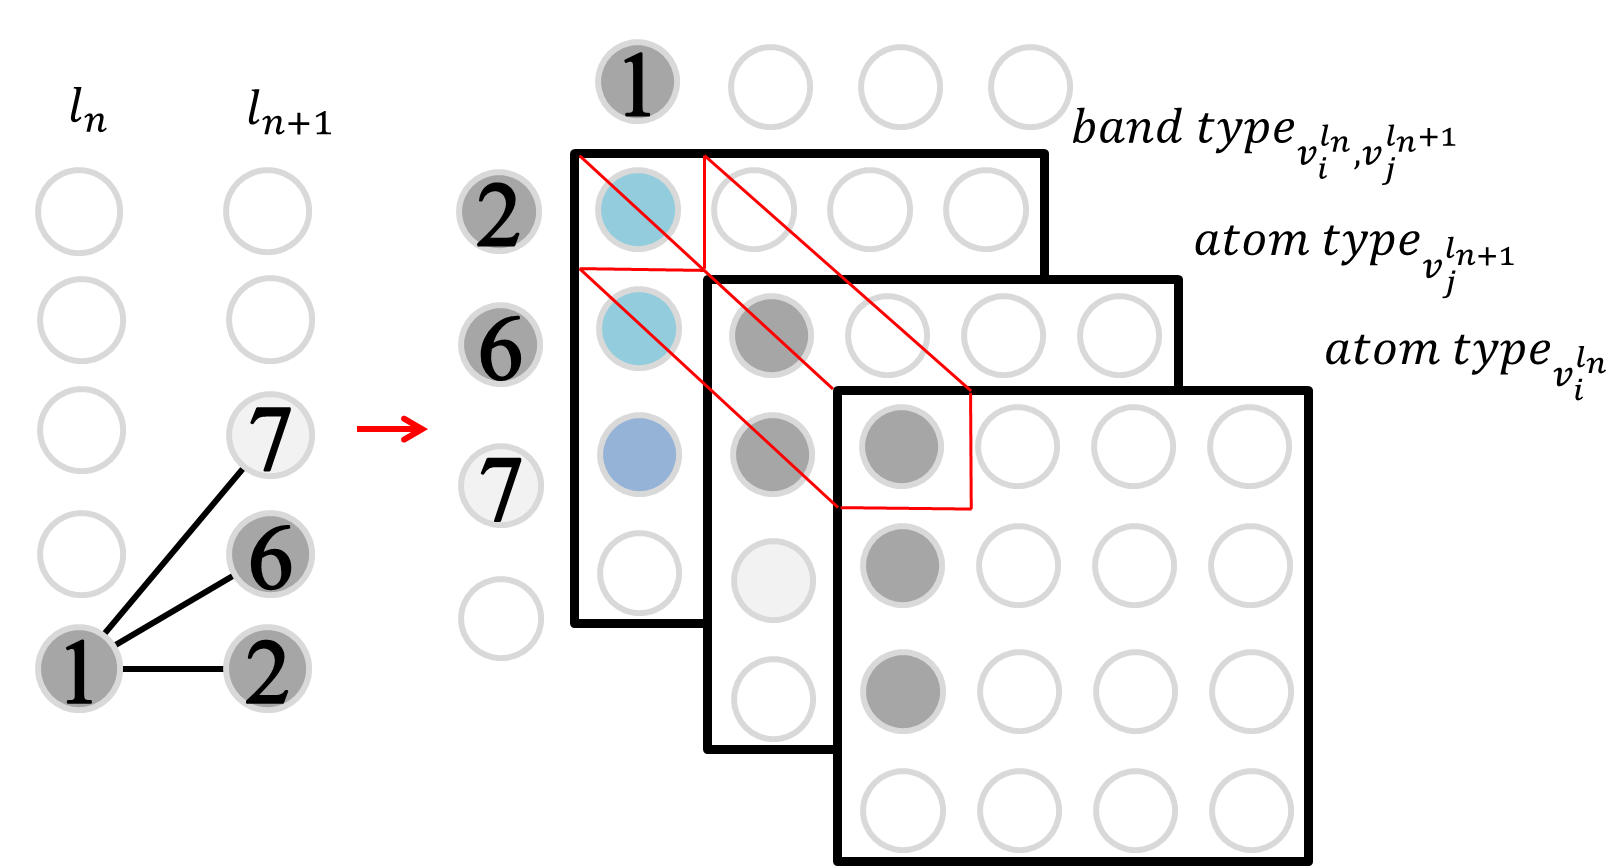 l_n
l_{n+1}
7
6
1
2
1
2
6
7
band type_{v_i^{l_n},v_j^{l_{n+1}}}
atom type_{v_j^{l_{n+1}}}
atom type_{v_i^{l_n}}